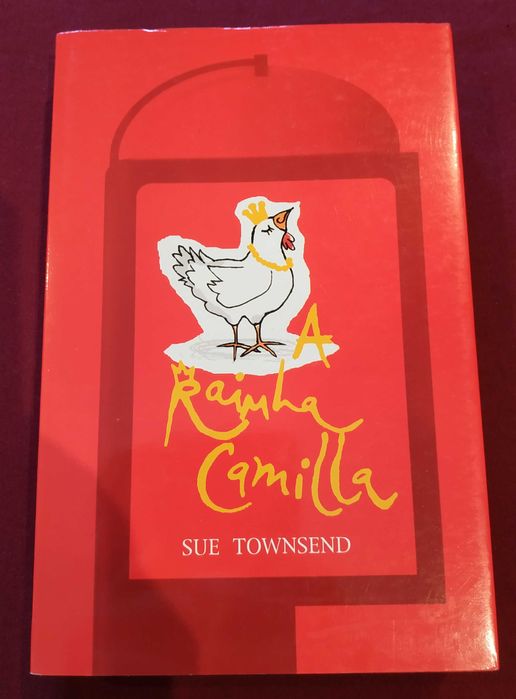 A
Rainha
Camilla
SUE TOWNSEND